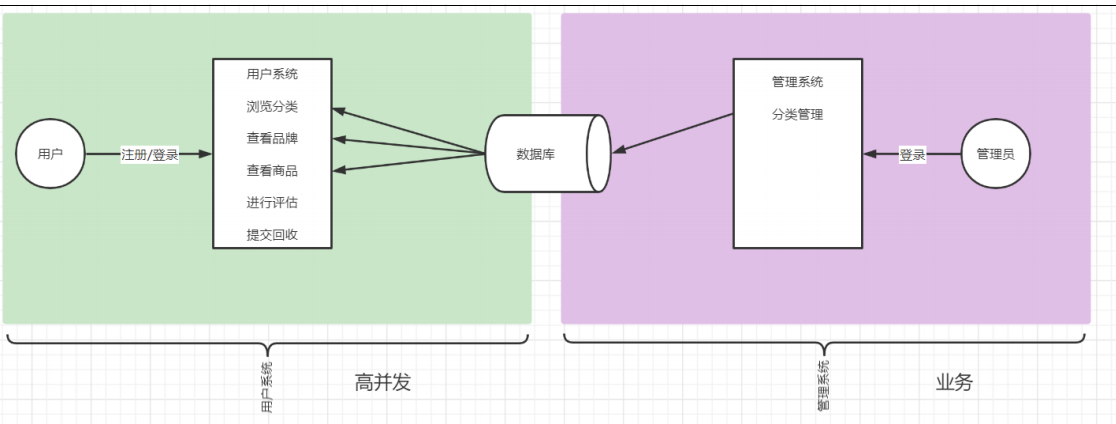 用户
注册/登录
用户系统
浏览分类
查看品牌
查看商品
进行评估
提交回收
数据库
管理系统
分类管理
登录
管理员
用户系统
高并发
管理系统
业务